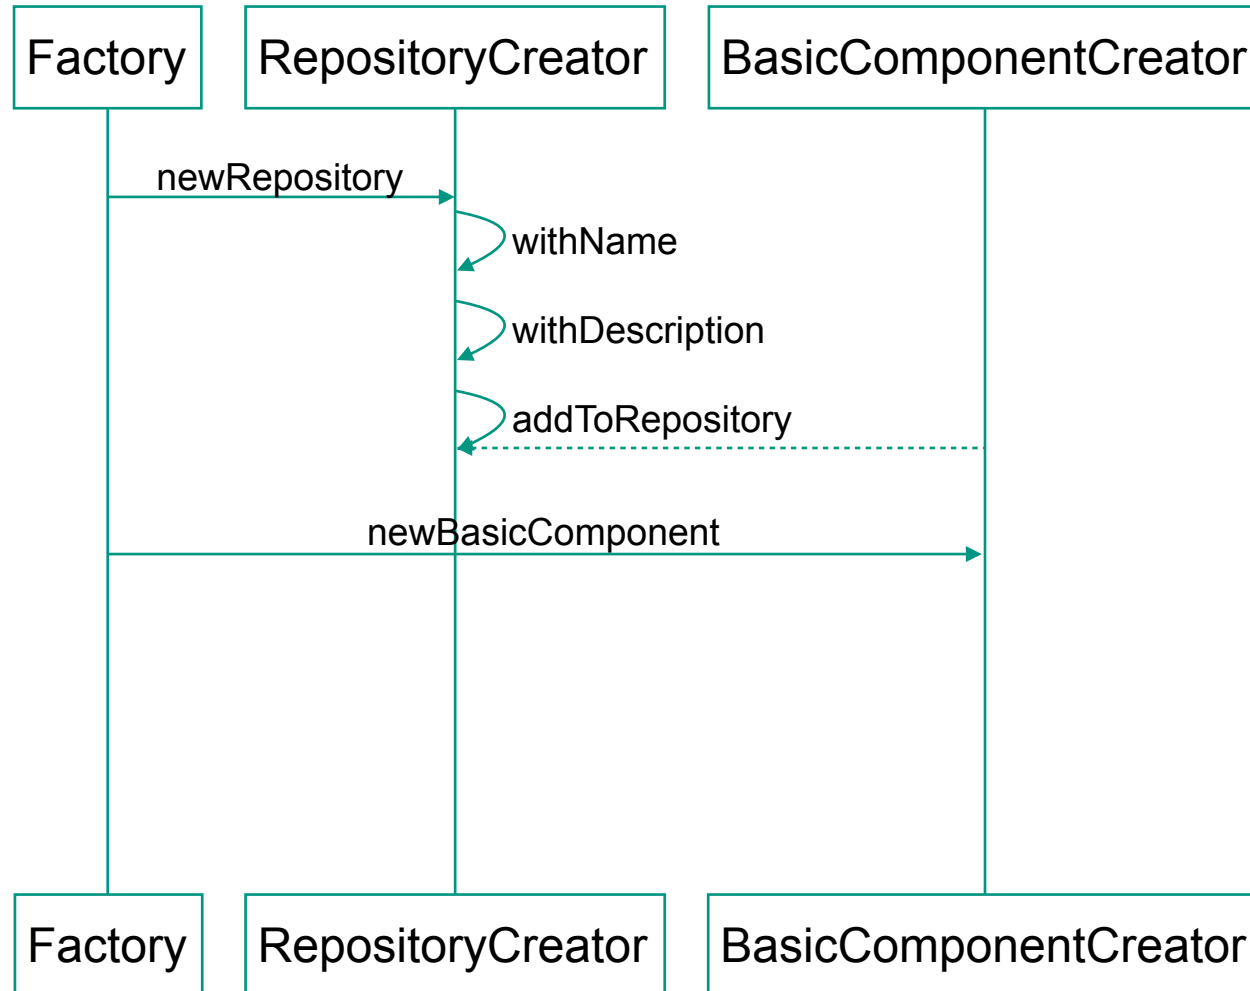 Factory
RepositoryCreator
BasicComponentCreator
newRepository
withName
withDescription
addToRepository
newBasicComponent
Factory
RepositoryCreator
BasicComponentCreator